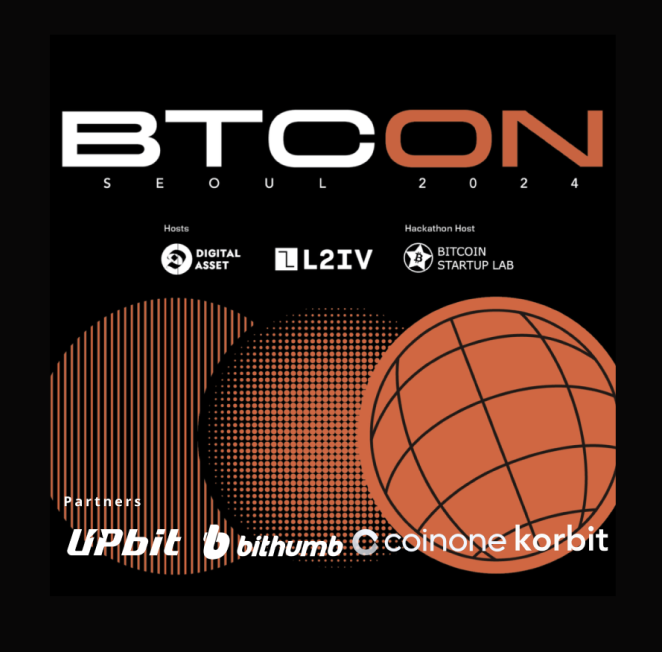 BTCON
SEOUL 2024
Hosts
Hackathon Host
DIGITAL ASSET
L2IV
BITCOIN STARTUP LAB
Partners
UPbit bithumb coinone korbit